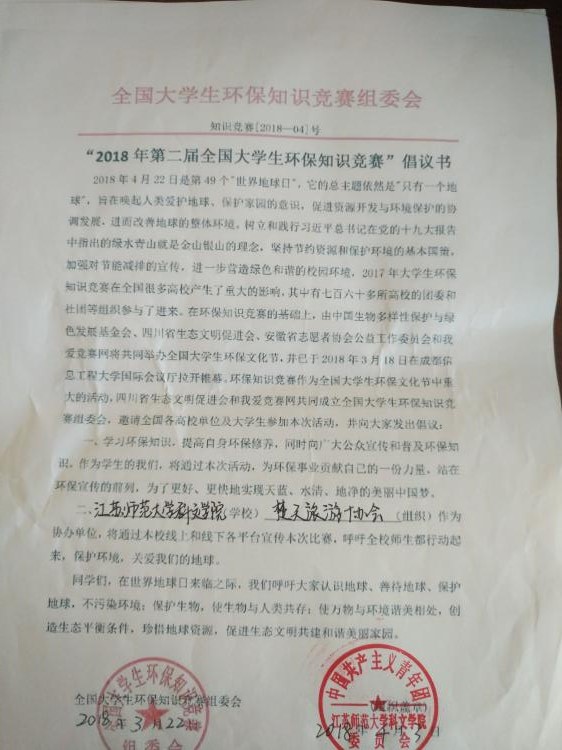 全国大学生环保知识竞赛组委会
知识竞赛[2018—04]号
“2018年第二届全国大学生环保知识竞赛”倡议书
2018年4月22日是第49个“世界地球日”，它的总主题依然是“只有一个地
球”，旨在唤起人类爱护地球、保护家园的意识，促进资源开发与环境保护的协
调发展，进而改善地球的整体环境，树立和践行习近平总书记在党的十九大报告
中指出的绿水青山就是金山银山的理念，坚持节约资源和保护环境的基本国策，
加强对节能减排的宣传，进一步营造绿色和谐的校园环境，2017年大学生环保
知识竞赛在全国很多高校产生了重大的影响，其中有七百六十多所高校的团委和
社团等组织参与了进来，在环保知识竞赛的基础上，由中国生物多样性保护与绿
色发展基金会、四川省生态文明促进会、安徽省志愿者协会公益工作委员会和我
爱竞赛网将共同举办全国大学生环保文化节，并已于2018年3月18日在成都信
息工程大学国际会议厅拉开帷幕。环保知识竞赛作为全国大学生环保文化节中重
大的活动，四川省生态文明促进会和我爱竞赛网共同成立全国大学生环保知识竞
赛组委会，邀请全国各高校单位及大学生参加本次活动，并向大家发出倡议：
一、学习环保知识，提高自身环保修养，同时向广大公众宣传和普及环保知
识，作为学生的我们，将通过本次活动，为环保事业贡献自己的一份力量，站在
环保宣传的前列，为了更好、更快地实现天蓝、水清、地净的美丽中国梦。
二、江苏师范大学科文学院（学校） 楚天旅游协会（组织）作为
协办单位，将通过本校线上和线下各平台宣传本次比赛，呼吁全校师生都行动起
来，保护环境，关爱我们的地球。
同学们，在世界地球日来临之际，我们呼吁大家认识地球、善待地球、保护
地球，不污染环境；保护生物，使生物与人类共存；使万物与环境谐美相处，创
造生态平衡条件，珍惜地球资源，促进生态文明共建和谐美丽家园。
全国大学生环保知识竞赛组委会
2018年3月22
中国共产主义青年团
江苏师范大学科文学院
委员会
2018年4月3日